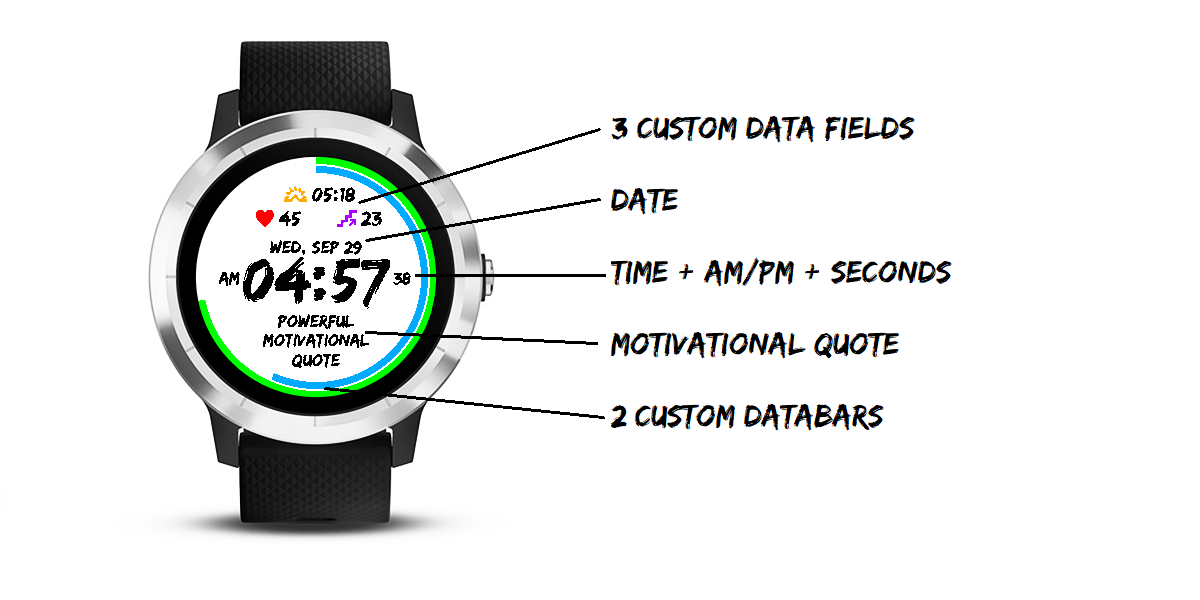 05:18
45 23
WED, SEP 29
AM 04:57 38
POWERFUL
MOTIVATIONAL
QUOTE
3 CUSTOM DATA FIELDS
DATE
TIME + AM/PM + SECONDS
MOTIVATIONAL QUOTE
2 CUSTOM DATABARS